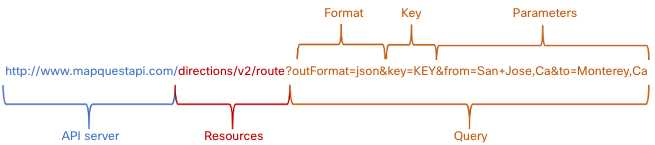 Format Key Parameters
http://www.mapquestapi.com/directions/v2/route?outFormat=json&key=KEY&from=San+Jose,Ca&to=Monterey,Ca
API server Resources Query